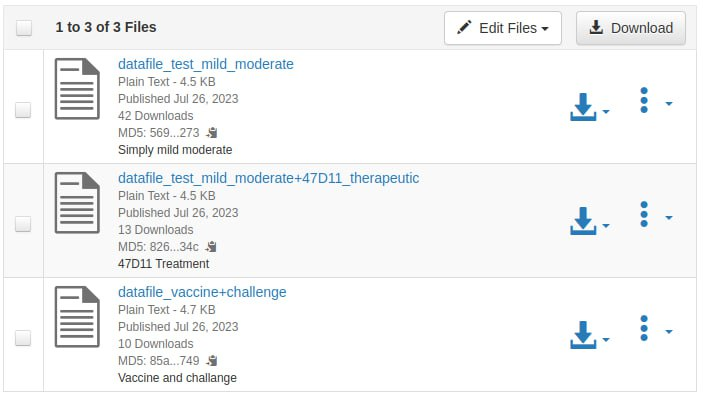 1 to 3 of 3 Files
Edit Files
Download
datafile_test_mild_moderate
Plain Text - 4.5 KB
Published Jul 26, 2023
42 Downloads
MD5: 569...273
Simply mild moderate
datafile_test_mild_moderate+47D11_therapeutic
Plain Text - 4.5 KB
Published Jul 26, 2023
13 Downloads
MD5: 826...34c
47D11 Treatment
datafile_vaccine+challenge
Plain Text - 4.7 KB
Published Jul 26, 2023
10 Downloads
MD5: 85a...749
Vaccine and challange